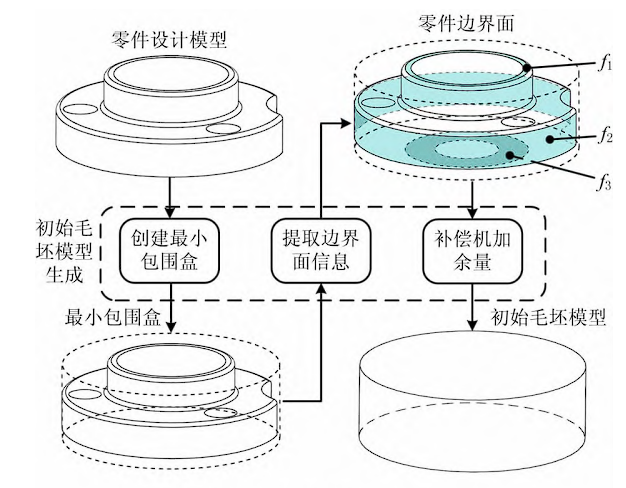 零件设计模型
零件边界面
f1
f2
f3
初始毛
坯模型
生成
创建最小
包围盒
提取边界
面信息
补偿机加
余量
最小包围盒
初始毛坯模型